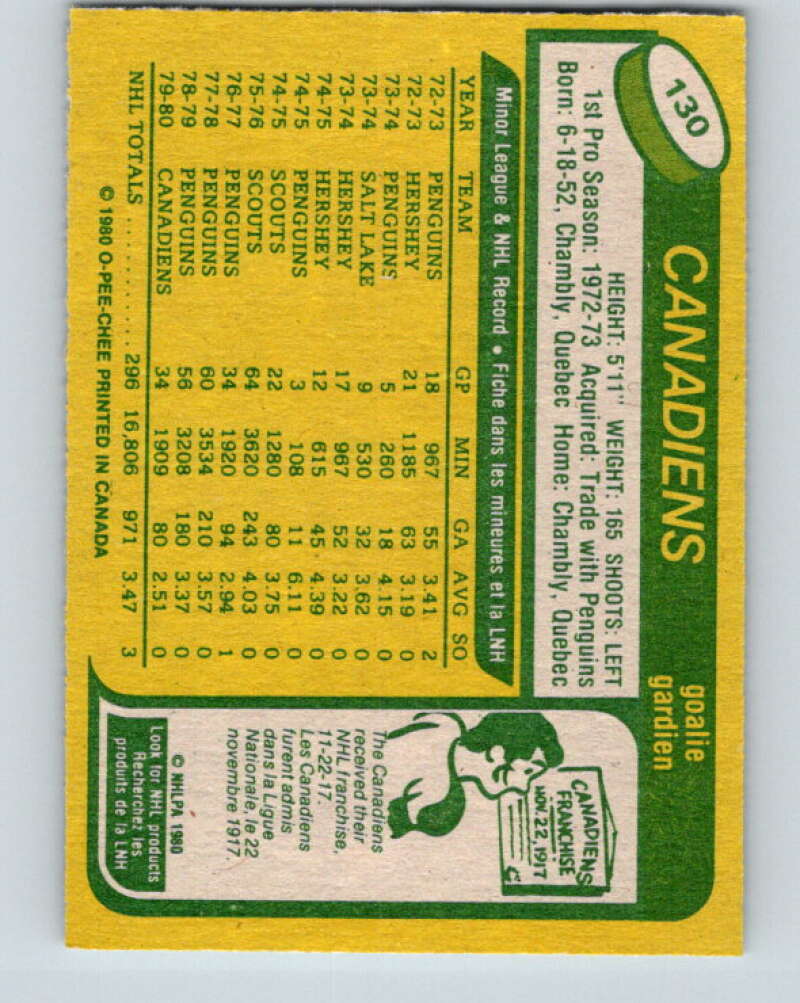 130
CANADIENS
goalie
gardien
HEIGHT: 5'11" WEIGHT: 165 SHOOTS: LEFT
1st Pro Season: 1972-73 Acquired: Trade with Penguins
Born: 6-18-52, Chambly, Quebec Home: Chambly, Quebec
Minor League & NHL Record • Fiche dans les mineures et la LNH
YEAR TEAM GP MIN GA AVG SO
72-73 PENGUINS 18 967 55 3.41 2
72-73 HERSHEY 21 1185 63 3.19 0
73-74 PENGUINS 5 260 18 4.15 0
73-74 SALT LAKE 9 530 32 3.62 0
73-74 HERSHEY 17 967 52 3.22 0
74-75 HERSHEY 12 615 45 4.39 0
74-75 PENGUINS 3 108 11 6.11 0
74-75 SCOUTS 22 1280 80 3.75 0
75-76 SCOUTS 64 3620 243 4.03 0
76-77 PENGUINS 34 1920 94 2.94 1
77-78 PENGUINS 60 3534 210 3.57 0
78-79 PENGUINS 56 3208 180 3.37 0
79-80 CANADIENS 34 1909 80 2.51 0
NHL TOTALS .......... 296 16,806 971 3.47 3
© 1980 O-PEE-CHEE PRINTED IN CANADA
CANADIENS
FRANCHISE
NOV. 22, 1917
The Canadiens
received their
NHL franchise,
11-22-17.
Les Canadiens
furent admis
dans la Ligue
Nationale, le 22
novembre 1917.
© NHLPA 1980
Look for NHL products
Recherchez les
produits de la LNH